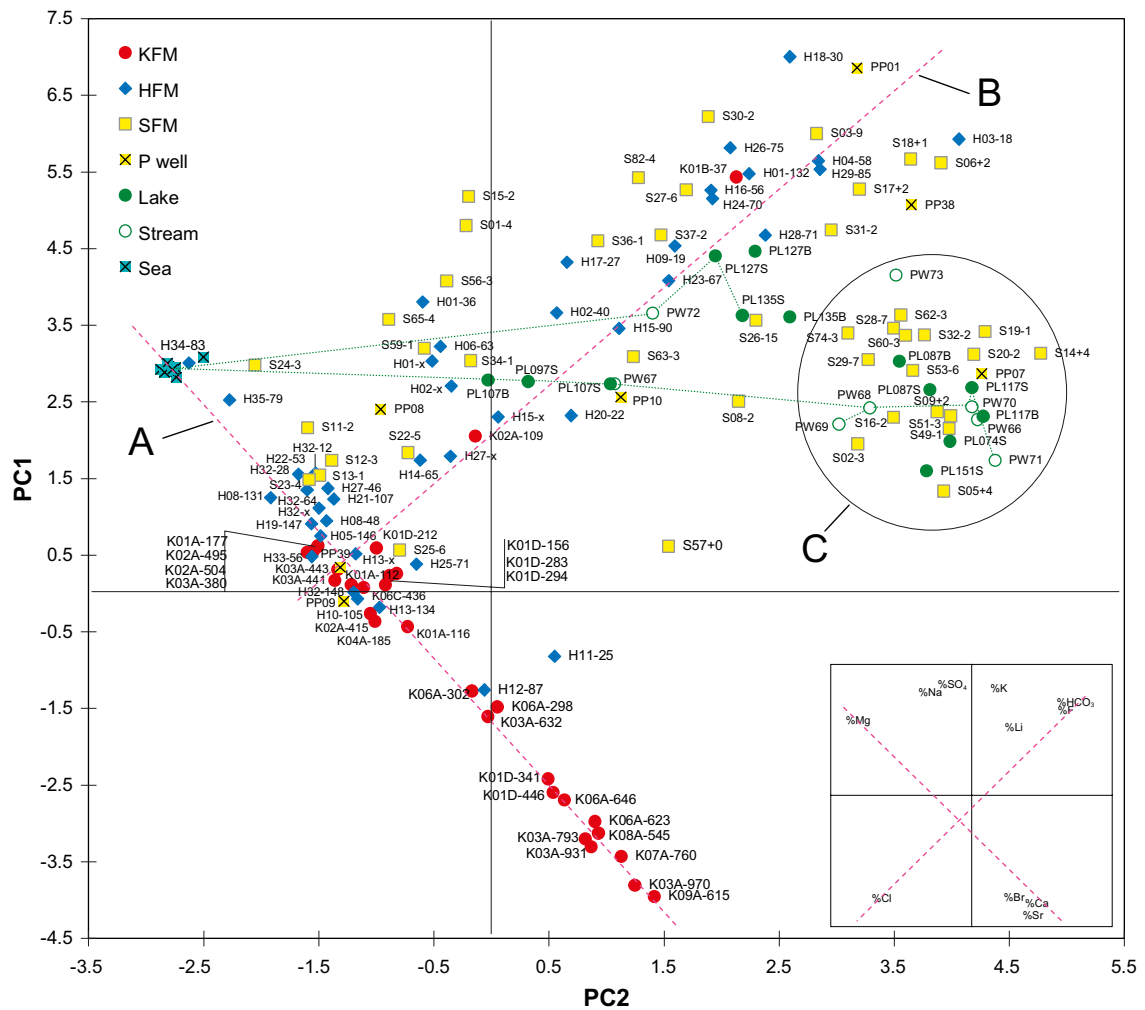 7.5
6.5
5.5
4.5
3.5
2.5
1.5
0.5
-0.5
-1.5
-2.5
-3.5
-4.5
PC1
KFM
HFM
SFM
P well
Lake
Stream
Sea
H18-30
PP01
B
S30-2
S03-9
H03-18
S18+1
S06+2
H26-75
H04-58
S82-4
K01B-37
H01-132
H29-85
S27-6
H16-56
S17+2
H24-70
PP38
S15-2
S01-4
S36-1
S37-2
H28-71
S31-2
H09-19
PL127B
H17-27
PL127S
H23-67
PW73
S56-3
H01-36
H02-40
PW72
PL135S
PL135B
S65-4
H15-90
S26-15
S28-7
S62-3
S74-3
S60-3
S32-2
S19-1
H34-83
S59-1
H06-63
H01-x
S34-1
S63-3
S24-3
S29-7
PL087B
S20-2
S14+4
S53-6
PP07
H02-x
PL107B
PL097S
PL107S
PW67
PL087S
PL117S
H35-79
PP08
H15-x
H20-22
PP10
S08-2
PW68
S09+2
PW70
PL117B
A
S11-2
K02A-109
PW69
S16-2
S51-3
PW66
S49-1
H32-12
S22-5
S02-3
PL074S
H22-53
S12-3
H14-65
H27-x
PW71
H32-28
S13-1
PL151S
S23-4
H27-46
S05+4
H08-131
H32-64
H21-107
H32-x
H19-147
H08-48
H05-146
K01D-212
C
K01A-177
K02A-495
K02A-504
K03A-380
H33-56
PP39
S25-6
K01D-156
K01D-283
K01D-294
S57+0
H13-x
K03A-443
H25-71
K03A-441
K01A-112
H32-148
K06C-436
PP09
H10-105
H13-134
K02A-415
K01A-116
K04A-185
H11-25
K06A-302
H12-87
K06A-298
K03A-632
K01D-341
K01D-446
K06A-646
K06A-623
K03A-793
K08A-545
K03A-931
K07A-760
K03A-970
K09A-615
%SO₄
%Na
%K
%HCO₃
%F
%Mg
%Li
%Cl
%Br
%Ca
%Sr
-3.5
-2.5
-1.5
-0.5
0.5
1.5
2.5
3.5
4.5
5.5
PC2